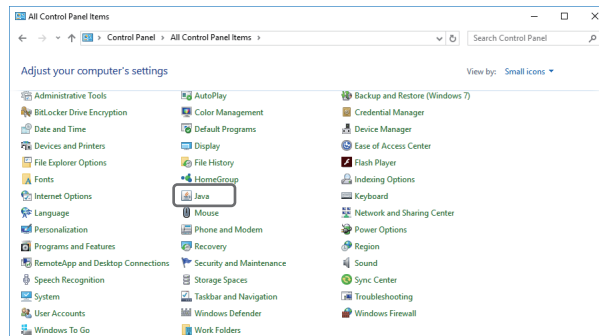 All Control Panel Items
Control Panel > All Control Panel Items >
Search Control Panel
Adjust your computer's settings
View by: Small icons
Administrative Tools
AutoPlay
Backup and Restore (Windows 7)
BitLocker Drive Encryption
Color Management
Credential Manager
Date and Time
Default Programs
Device Manager
Devices and Printers
Display
Ease of Access Center
File Explorer Options
File History
Flash Player
Fonts
HomeGroup
Indexing Options
Internet Options
Java
Keyboard
Language
Mouse
Network and Sharing Center
Personalization
Phone and Modem
Power Options
Programs and Features
Recovery
Region
RemoteApp and Desktop Connections
Security and Maintenance
Sound
Speech Recognition
Storage Spaces
Sync Center
System
Taskbar and Navigation
Troubleshooting
User Accounts
Windows Defender
Windows Firewall
Windows To Go
Work Folders